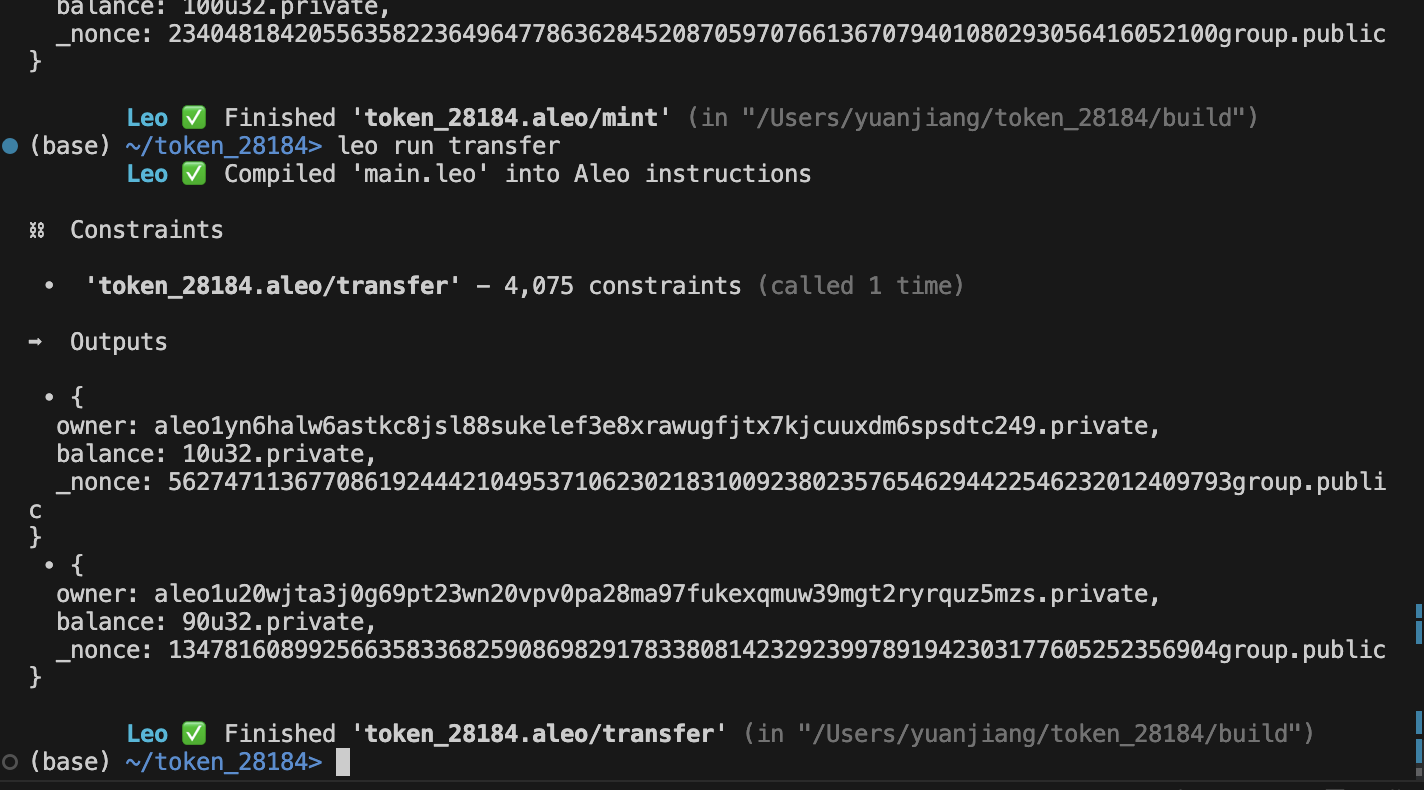 balance: 100u32.private,
_nonce: 2340481842055635822364964778636284520870597076613670794010802930564160521​00group.public
}
Leo ✅ Finished 'token_28184.aleo/mint' (in "/Users/yuanjiang/token_28184/build")
(base) ~/token_28184> leo run transfer
Leo ✅ Compiled 'main.leo' into Aleo instructions
⛓ Constraints
• 'token_28184.aleo/transfer' – 4,075 constraints (called 1 time)
➡ Outputs
• {
owner: aleo1yn6halw6astkc8jsl88sukelef3e8xrawugfjtx7kjcuuxdm6spsdtc249.private,
balance: 10u32.private,
_nonce: 5627471136770861924442104953710623021831009238023576546294422546232012409793group.publi
c
}
• {
owner: aleo1u20wjta3j0g69pt23wn20vpv0pa28ma97fukexqmuw39mgt2ryrquz5mzs.private,
balance: 90u32.private,
_nonce: 134781608992566358336825908698291783380814232923997891942303177605252356904group.public
}
Leo ✅ Finished 'token_28184.aleo/transfer' (in "/Users/yuanjiang/token_28184/build")
(base) ~/token_28184>